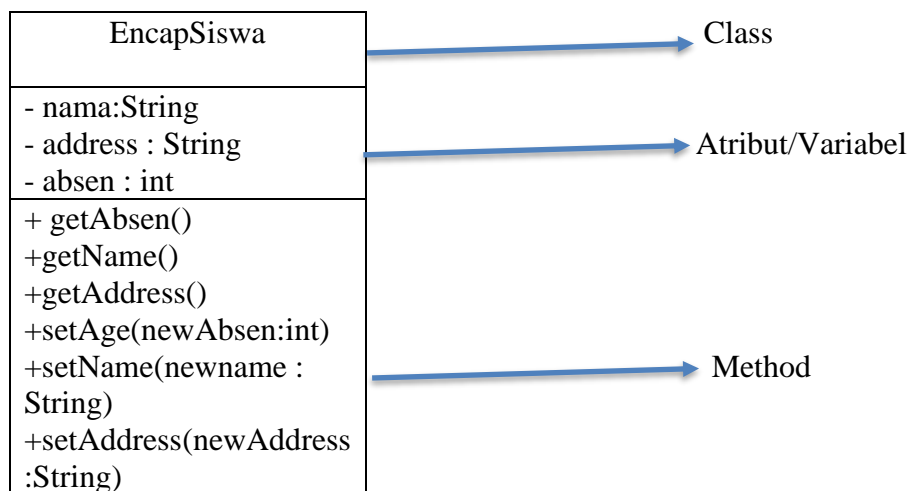 EncapSiswa
Class
- nama:String
- address : String
- absen : int
Atribut/Variabel
+ getAbsen()
+getName()
+getAddress()
+setAge(newAbsen:int)
+setName(newname :
String)
+setAddress(newAddress
:String)
Method